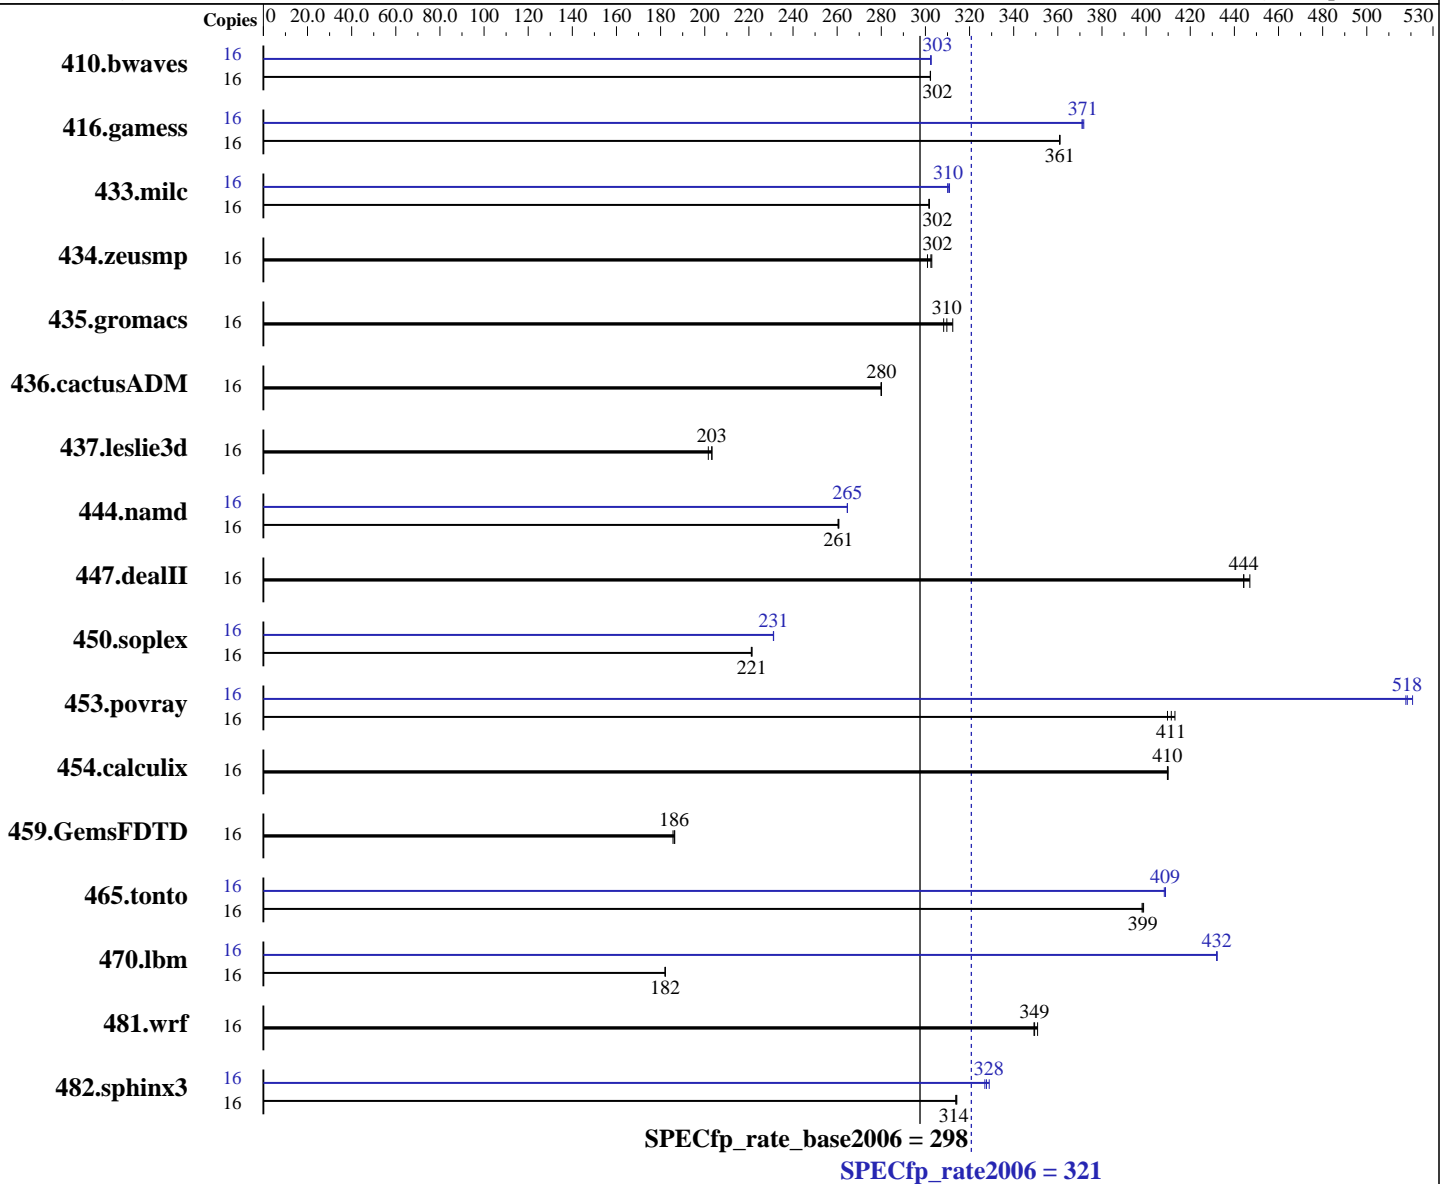 Copies 0 20.0 40.0 60.0 80.0 100 120 140 160 180 200 220 240 260 280 300 320 340 360 380 400 420 440 460 480 500 530
410.bwaves 16 303
16 302
416.gamess 16 371
16 361
433.milc 16 310
16 302
434.zeusmp 16 302
435.gromacs 16 310
436.cactusADM 16 280
437.leslie3d 16 203
444.namd 16 265
16 261
447.dealII 16 444
450.soplex 16 231
16 221
453.povray 16 518
16 411
454.calculix 16 410
459.GemsFDTD 16 186
465.tonto 16 409
16 399
470.lbm 16 432
16 182
481.wrf 16 349
482.sphinx3 16 328
16 314
SPECfp_rate_base2006 = 298
SPECfp_rate2006 = 321